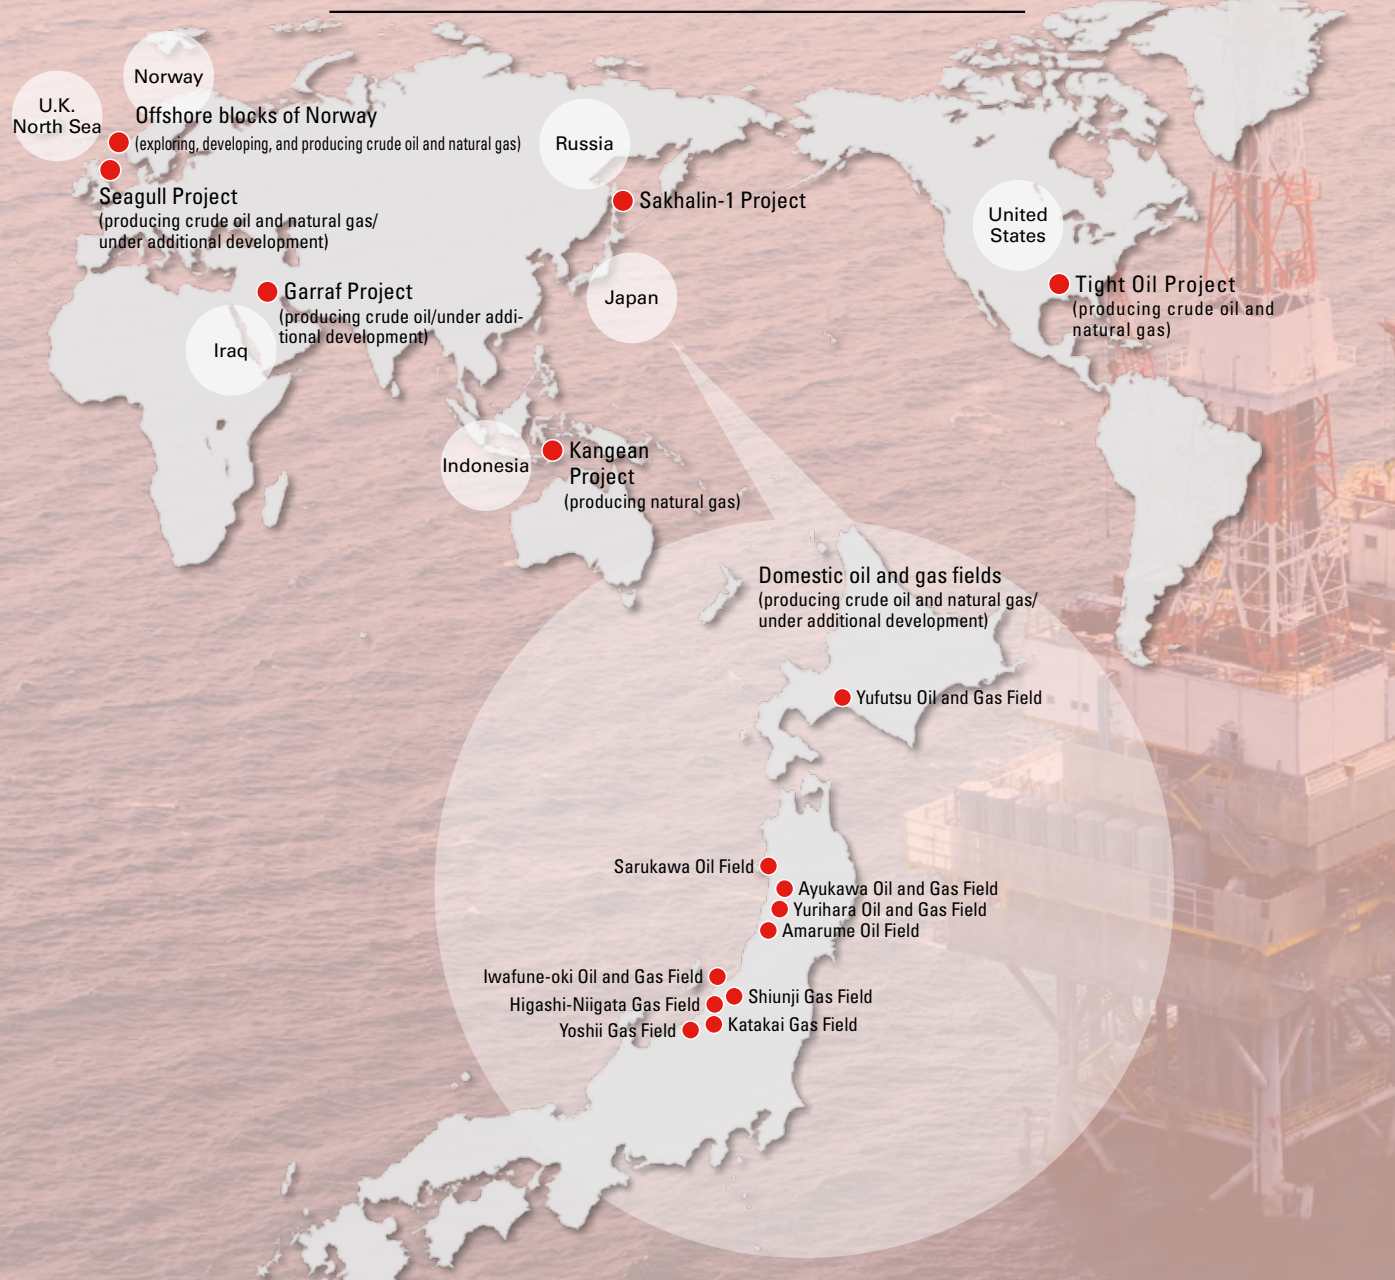 Norway
U.K.
North Sea
Offshore blocks of Norway
(exploring, developing, and producing crude oil and natural gas)
Russia
Seagull Project
(producing crude oil and natural gas/
under additional development)
Sakhalin-1 Project
United
States
Garraf Project
(producing crude oil/under addi-
tional development)
Iraq
Japan
Tight Oil Project
(producing crude oil and
natural gas)
Indonesia
Kangean
Project
(producing natural gas)
Domestic oil and gas fields
(producing crude oil and natural gas/
under additional development)
Yufutsu Oil and Gas Field
Sarukawa Oil Field
Ayukawa Oil and Gas Field
Yurihara Oil and Gas Field
Amarume Oil Field
Iwafune-oki Oil and Gas Field
Shiunji Gas Field
Higashi-Niigata Gas Field
Katakai Gas Field
Yoshii Gas Field